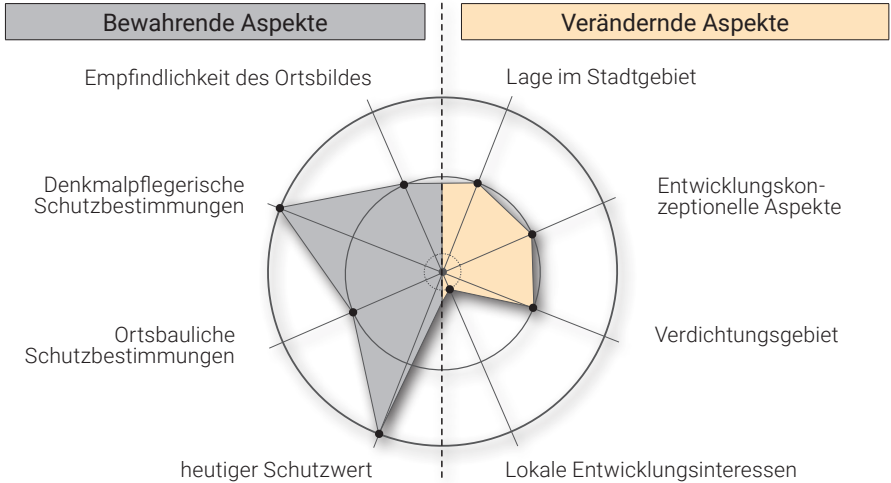 Bewahrende Aspekte
Verändernde Aspekte
Empfindlichkeit des Ortsbildes
Lage im Stadtgebiet
Denkmalpflegerische
Schutzbestimmungen
Entwicklungskon-
zeptionelle Aspekte
Ortsbauliche
Schutzbestimmungen
Verdichtungsgebiet
heutiger Schutzwert
Lokale Entwicklungsinteressen